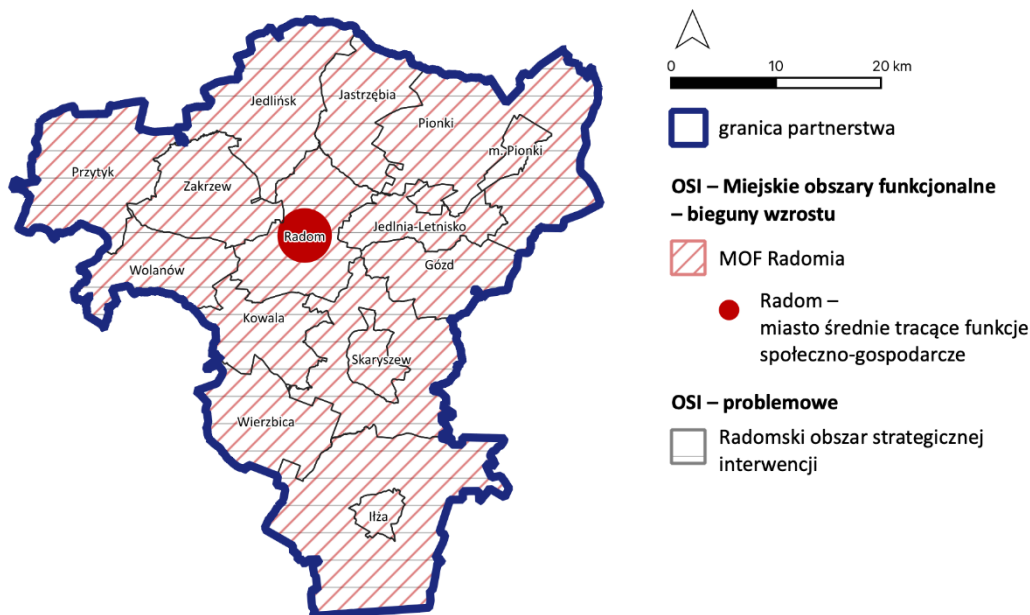 Jedlińsk
Jastrzębia
Pionki
m. Pionki
Przytyk
Zakrzew
Radom
Jedlnia-Letnisko
Gózd
Wolanów
Kowala
Skaryszew
Wierzbica
Iłża
0 10 20 km
granica partnerstwa
OSI – Miejskie obszary funkcjonalne
– bieguny wzrostu
MOF Radomia
Radom –
miasto średnie tracące funkcje
społeczno-gospodarcze
OSI – problemowe
Radomski obszar strategicznej
interwencji